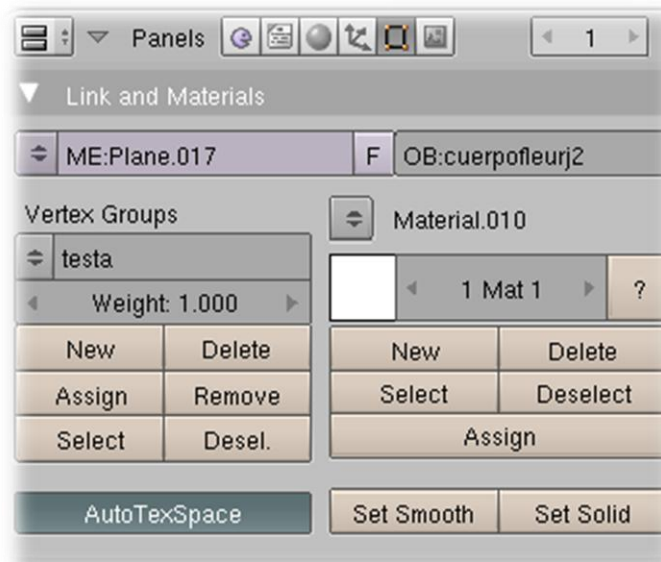 Panels 1
Link and Materials
ME:Plane.017 F OB:cuerpofleurj2
Vertex Groups Material.010
testa
Weight: 1.000 1 Mat 1 ?
New Delete New Delete
Assign Remove Select Deselect
Select Desel. Assign
AutoTexSpace Set Smooth Set Solid